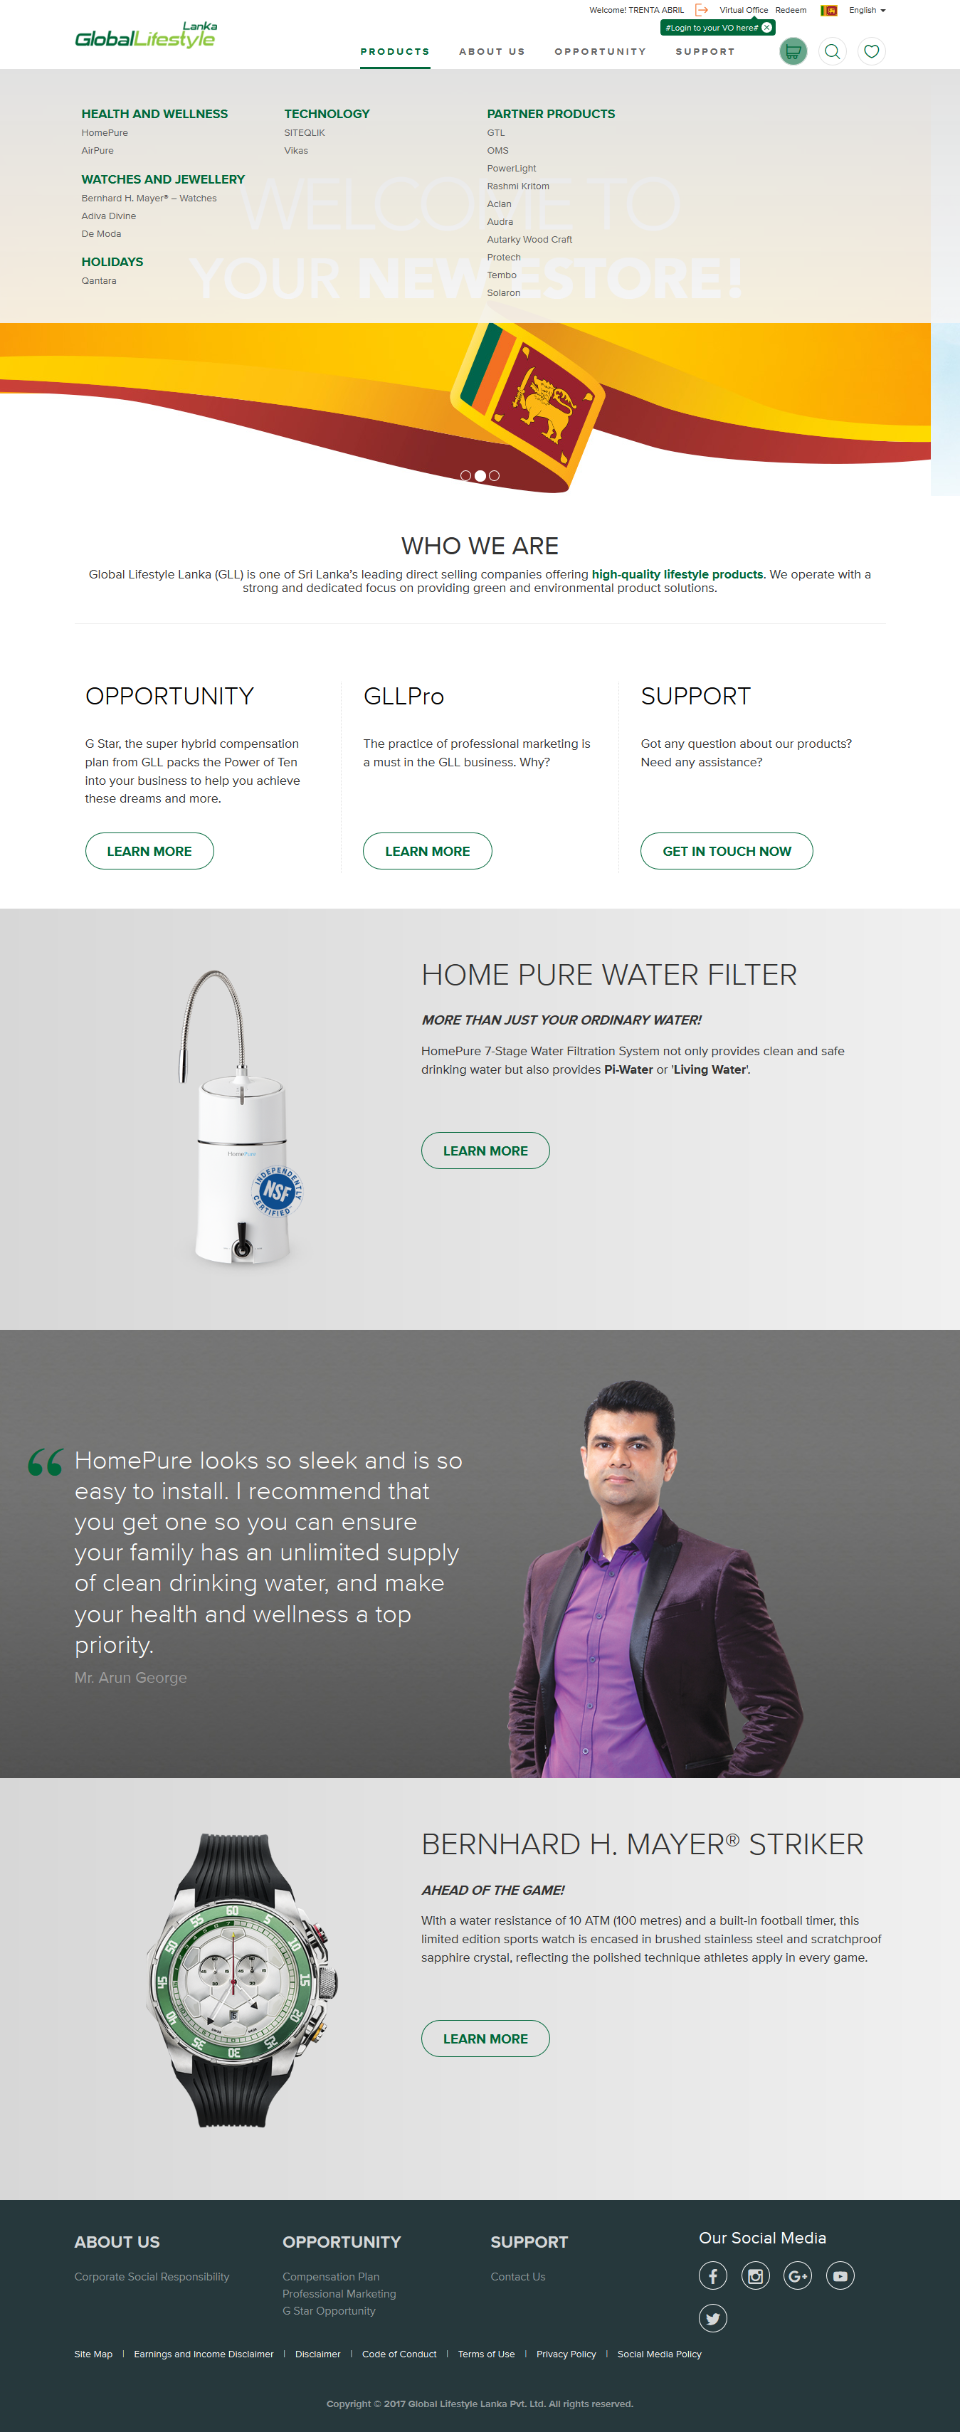 Welcome! TRENTA ABRIL
Virtual Office
Redeem
English
#Login to your VO here#
Lanka
GlobalLifestyle
PRODUCTS
ABOUT US
OPPORTUNITY
SUPPORT
HEALTH AND WELLNESS
HomePure
AirPure
WATCHES AND JEWELLERY
Bernhard H. Mayer® – Watches
Adiva Divine
De Moda
HOLIDAYS
Qantara
TECHNOLOGY
SITEQLIK
Vikas
PARTNER PRODUCTS
GTL
OMS
PowerLight
Rashmi Kritom
Acian
Audra
Autarky Wood Craft
Protech
Tembo
Solaron
WELCOME TO
YOUR NEW ESTORE!
WHO WE ARE
Global Lifestyle Lanka (GLL) is one of Sri Lanka's leading direct selling companies offering high-quality lifestyle products. We operate with a
strong and dedicated focus on providing green and environmental product solutions.
OPPORTUNITY
G Star, the super hybrid compensation
plan from GLL packs the Power of Ten
into your business to help you achieve
these dreams and more.
LEARN MORE
GLLPro
The practice of professional marketing is
a must in the GLL business. Why?
LEARN MORE
SUPPORT
Got any question about our products?
Need any assistance?
GET IN TOUCH NOW
HOME PURE WATER FILTER
MORE THAN JUST YOUR ORDINARY WATER!
HomePure 7-Stage Water Filtration System not only provides clean and safe
drinking water but also provides Pi-Water or 'Living Water'.
LEARN MORE
HomePure
INDEPENDENTLY
NSF
CERTIFIED
HomePure looks so sleek and is so
easy to install. I recommend that
you get one so you can ensure
your family has an unlimited supply
of clean drinking water, and make
your health and wellness a top
priority.
Mr. Arun George
BERNHARD H. MAYER® STRIKER
AHEAD OF THE GAME!
With a water resistance of 10 ATM (100 metres) and a built-in football timer, this
limited edition sports watch is encased in brushed stainless steel and scratchproof
sapphire crystal, reflecting the polished technique athletes apply in every game.
LEARN MORE
60
5
10
15
20
25
30
35
40
45
50
55
ABOUT US
Corporate Social Responsibility
OPPORTUNITY
Compensation Plan
Professional Marketing
G Star Opportunity
SUPPORT
Contact Us
Our Social Media
Site Map | Earnings and Income Disclaimer | Disclaimer | Code of Conduct | Terms of Use | Privacy Policy | Social Media Policy
Copyright © 2017 Global Lifestyle Lanka Pvt. Ltd. All rights reserved.